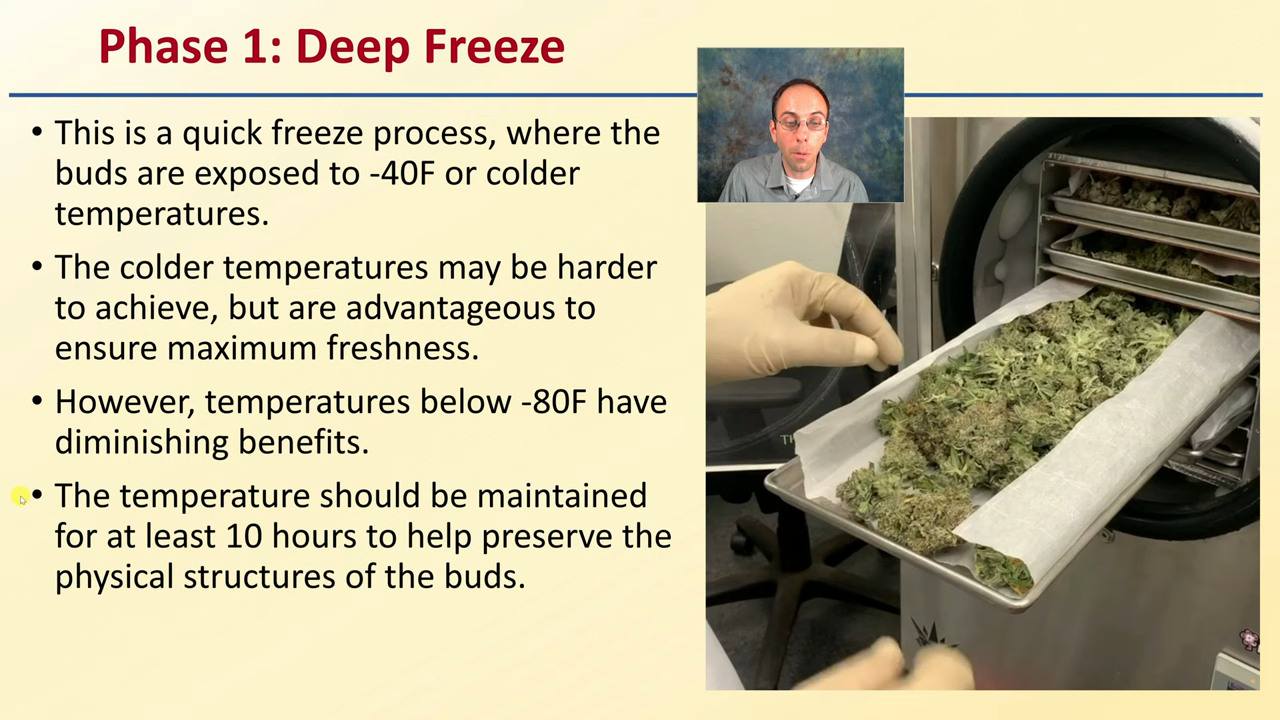 Phase 1: Deep Freeze
• This is a quick freeze process, where the
buds are exposed to -40F or colder
temperatures.
• The colder temperatures may be harder
to achieve, but are advantageous to
ensure maximum freshness.
• However, temperatures below -80F have
diminishing benefits.
• The temperature should be maintained
for at least 10 hours to help preserve the
physical structures of the buds.